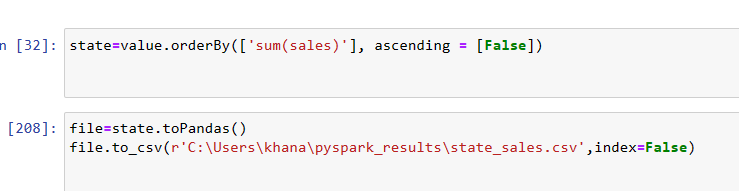 n [32]: state=value.orderBy(['sum(sales)'], ascending = [False])
[208]: file=state.toPandas()
file.to_csv(r'C:\Users\khana\pyspark_results\state_sales.csv',index=False)